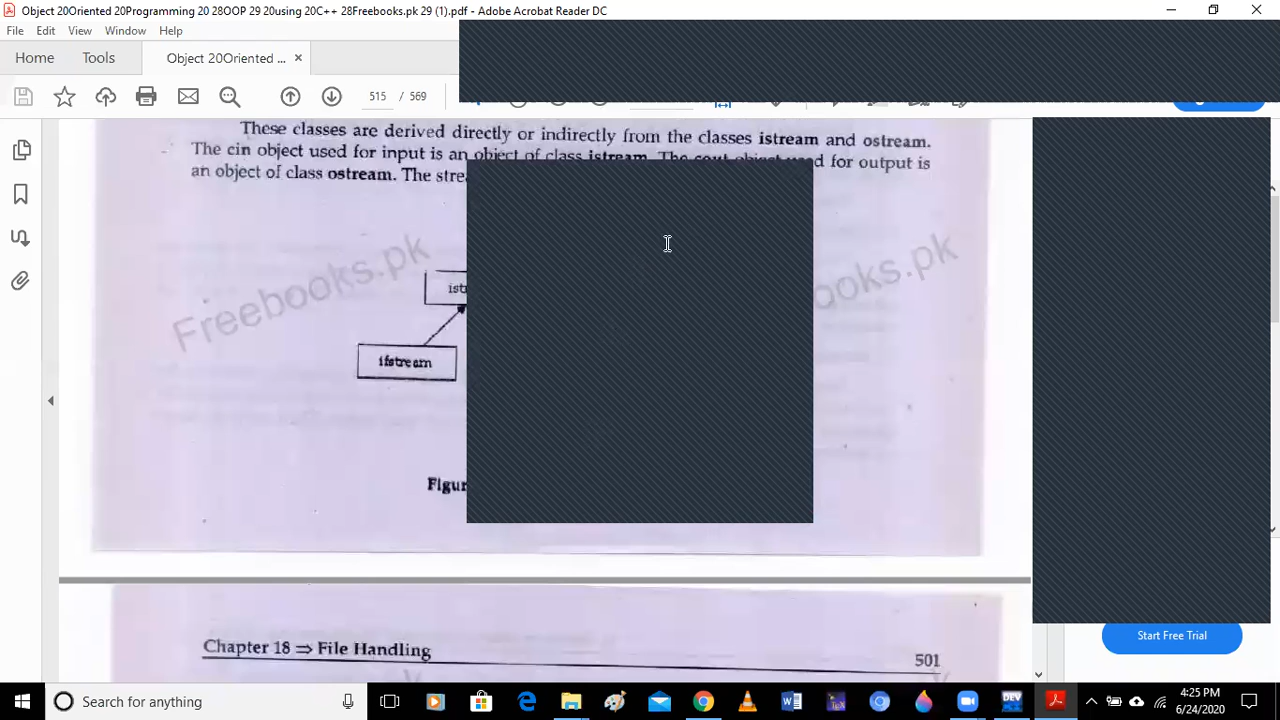 Object 20Oriented 20Programming 20 28OOP 29 20using 20C++ 28Freebooks.pk 29 (1).pdf - Adobe Acrobat Reader DC
File Edit View Window Help
Home Tools Object 20Oriented ... ×
515 / 569
These classes are derived directly or indirectly from the classes istream and ostream.
The cin object used for input is an object of class istream. The cout object used for output is
an object of class ostream. The
Freebooks.pk
ooks.pk
ifstream
Chapter 18 ⇒ File Handling
501
Start Free Trial
Search for anything
4:25 PM
6/24/2020
DEV